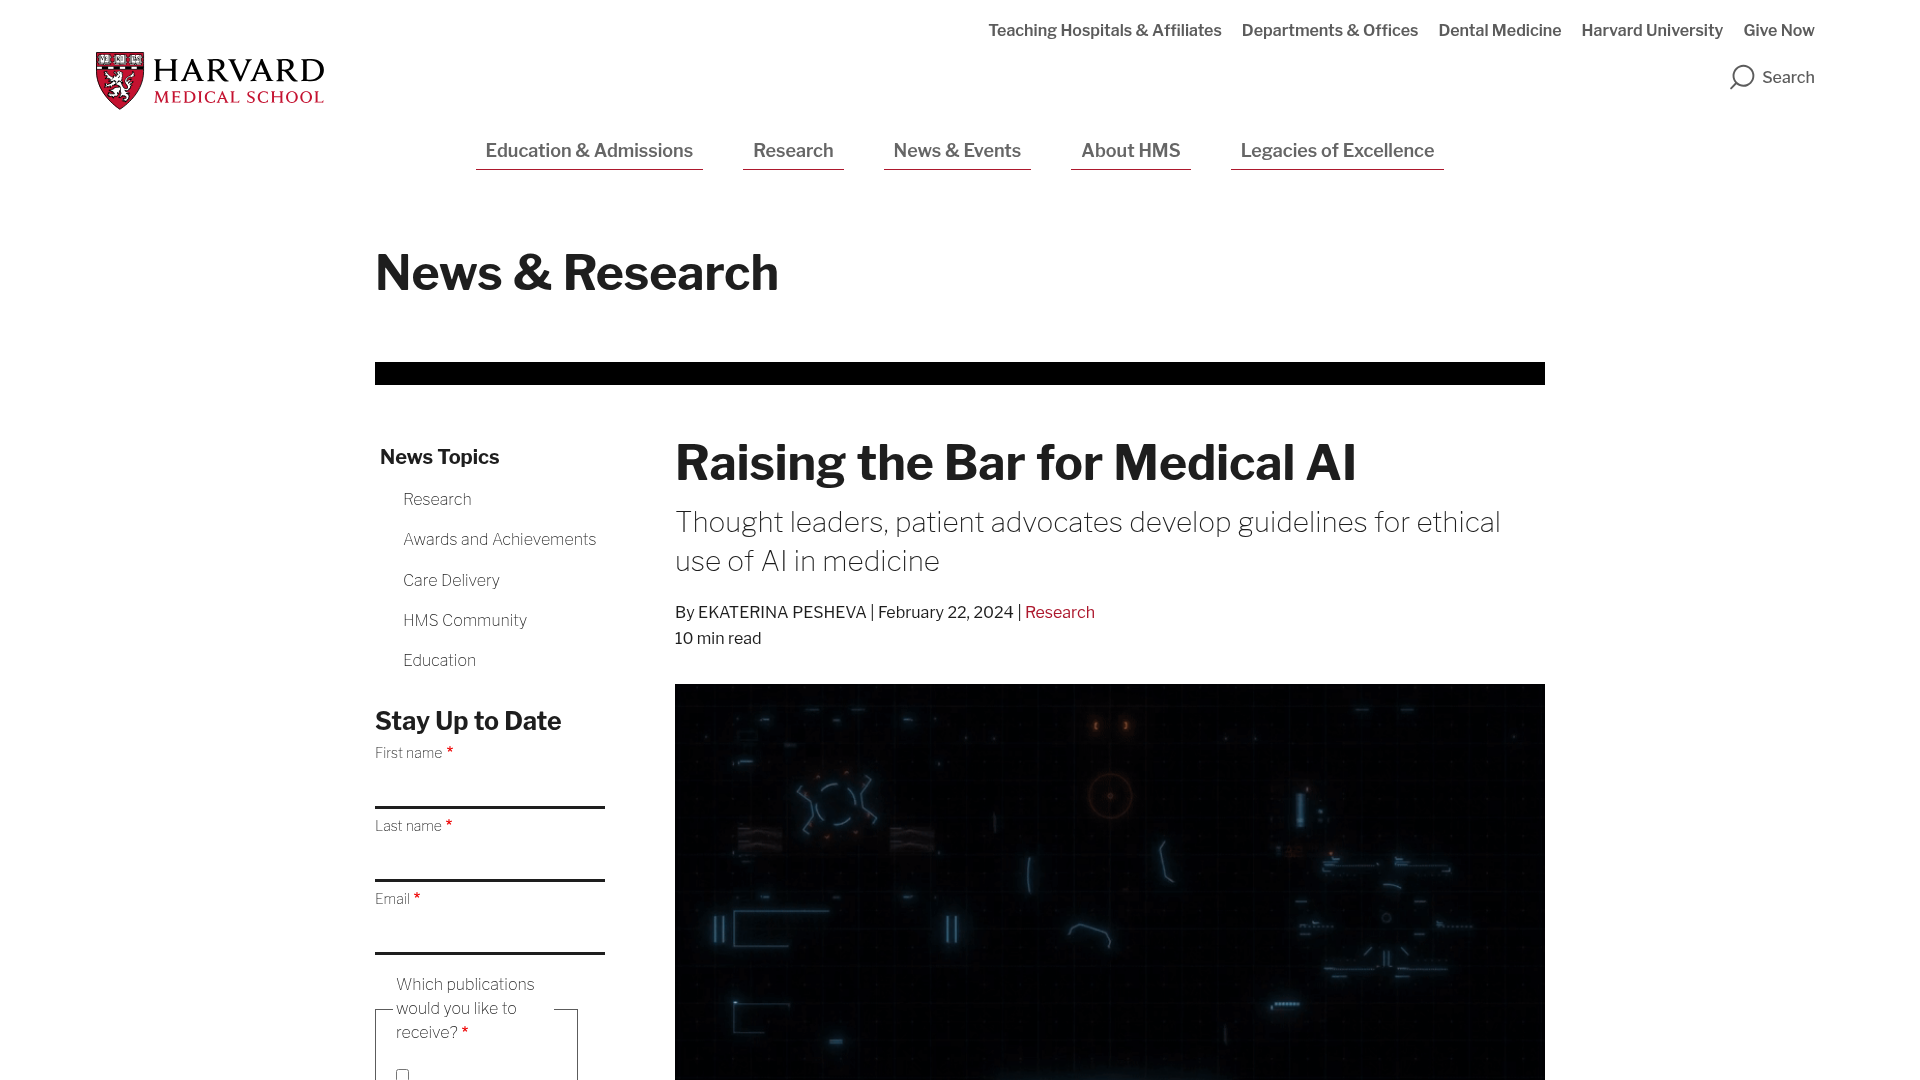 Teaching Hospitals & Affiliates Departments & Offices Dental Medicine Harvard University Give Now
HARVARD
MEDICAL SCHOOL
Search
Education & Admissions Research News & Events About HMS Legacies of Excellence
News & Research
News Topics
Research
Awards and Achievements
Care Delivery
HMS Community
Education
Stay Up to Date
First name *
Last name *
Email *
Which publications
would you like to
receive? *
Raising the Bar for Medical AI
Thought leaders, patient advocates develop guidelines for ethical
use of AI in medicine
By EKATERINA PESHEVA | February 22, 2024 | Research
10 min read